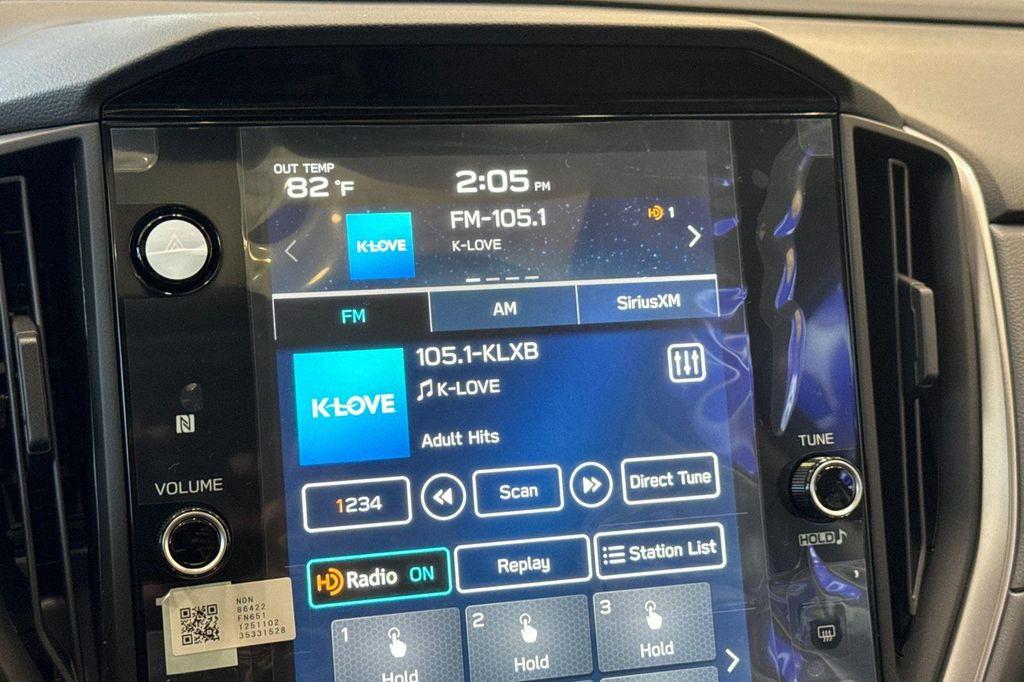 OUT TEMP
82 °F
2:05 PM
K-LOVE
FM-105.1
K-LOVE
HD 1
FM
AM
SiriusXM
K-LOVE
105.1-KLXB
K-LOVE
Adult Hits
1234
Scan
Direct Tune
HD Radio ON
Replay
Station List
1
Hold
2
Hold
3
Hold
VOLUME
TUNE
HOLD
N
NDN
86422
FN651
1251102
35331528